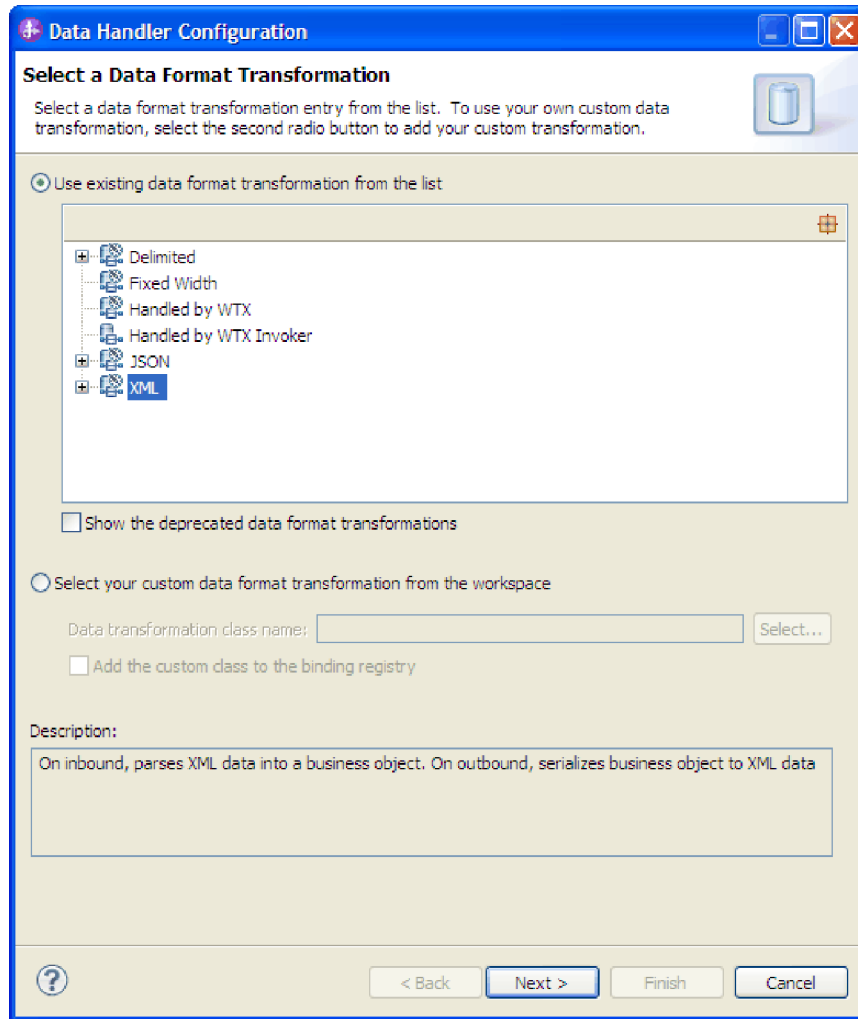 Data Handler Configuration
Select a Data Format Transformation
Select a data format transformation entry from the list. To use your own custom data
transformation, select the second radio button to add your custom transformation.
Use existing data format transformation from the list
Delimited
Fixed Width
Handled by WTX
Handled by WTX Invoker
JSON
XML
Show the deprecated data format transformations
Select your custom data format transformation from the workspace
Data transformation class name:
Select...
Add the custom class to the binding registry
Description:
On inbound, parses XML data into a business object. On outbound, serializes business object to XML data
?
< Back
Next >
Finish
Cancel